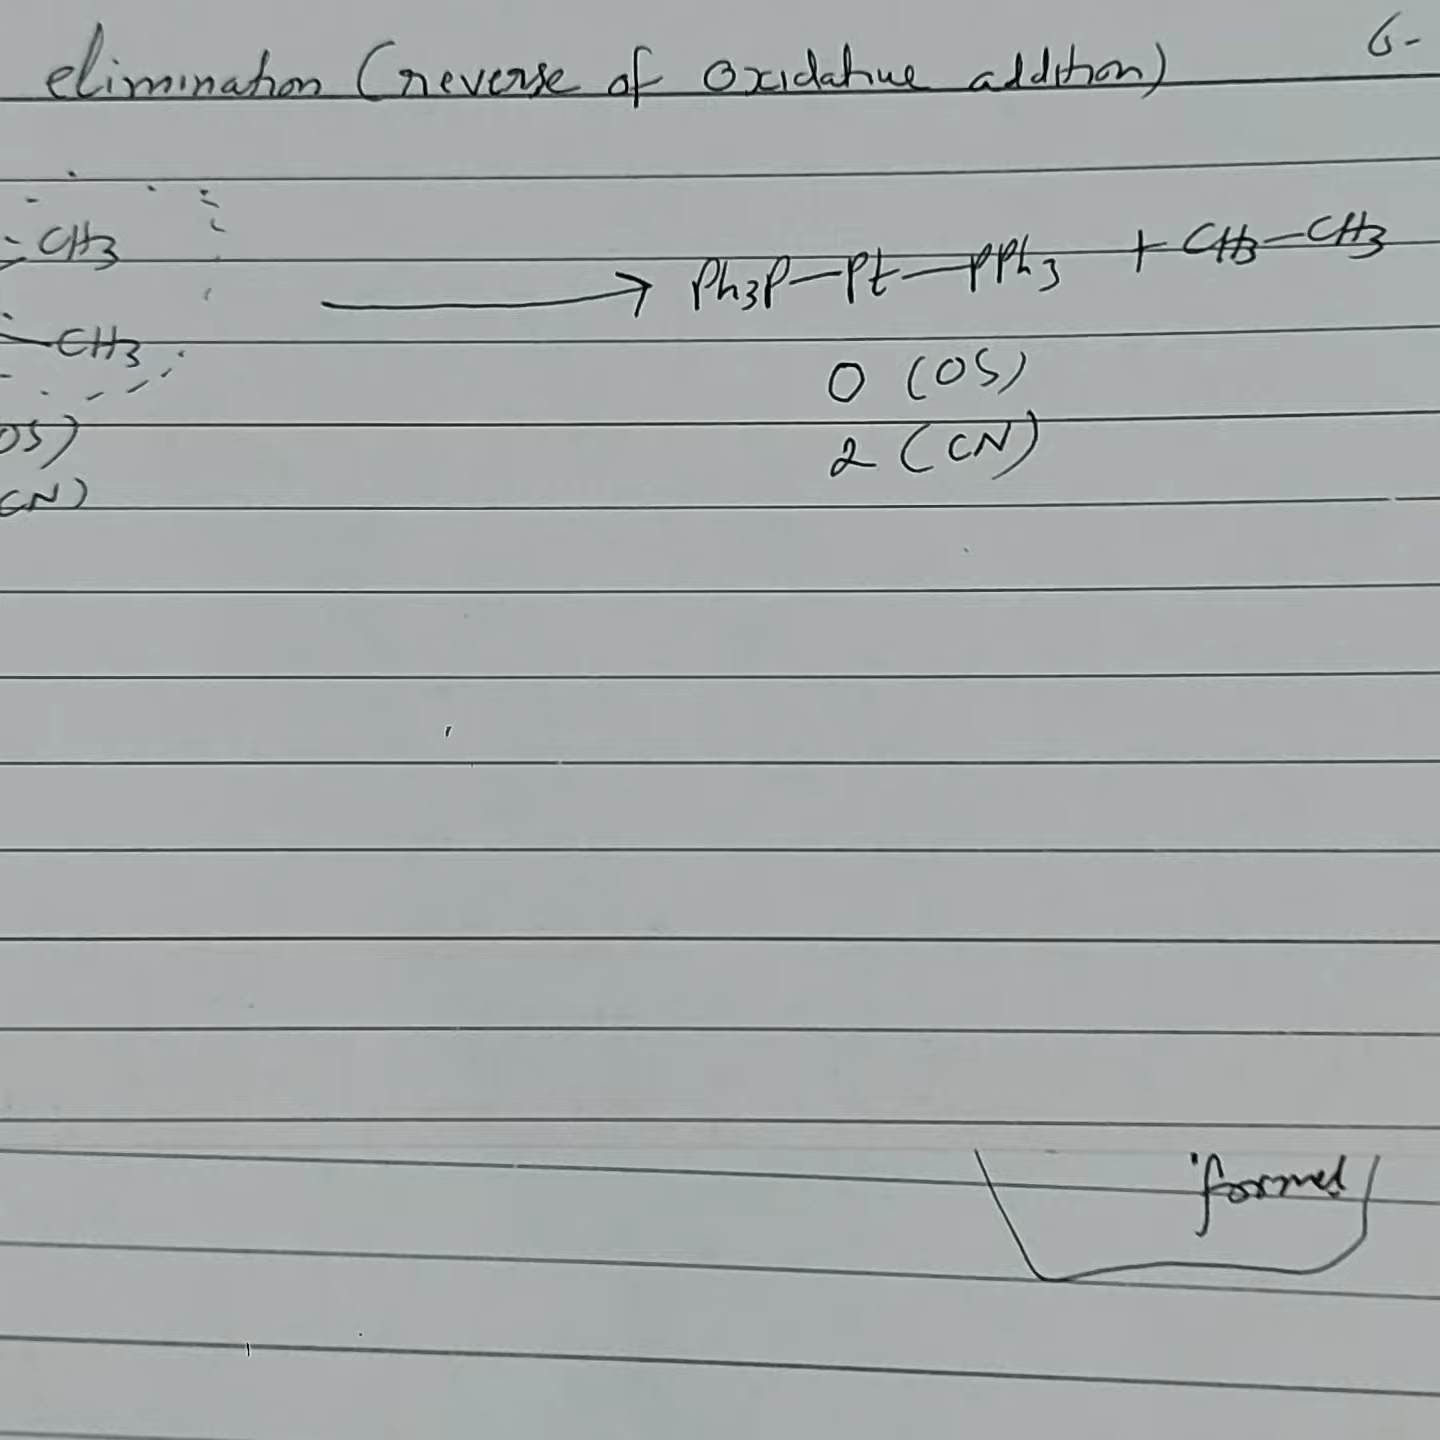 6-
elimination (reverse of oxidative addition)
CH3
Ph3P—Pt—PPh3 + CH3—CH3
CH3
0 (OS)
OS)
2 (CN)
CN)
formed